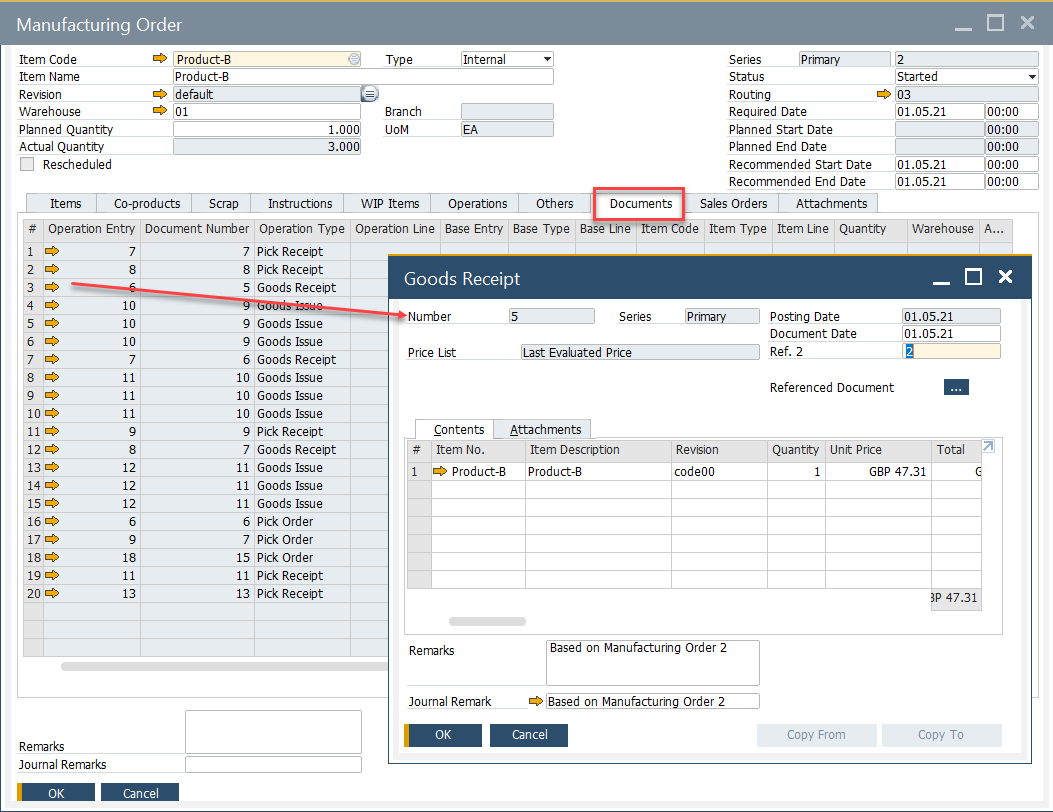 Manufacturing Order
Item Code Product-B Type Internal Series Primary 2
Item Name Product-B Status Started
Revision default Routing 03
Warehouse 01 Branch Required Date 01.05.21 00:00
Planned Quantity 1.000 UoM EA Planned Start Date 00:00
Actual Quantity 3.000 Planned End Date 00:00
Rescheduled Recommended Start Date 01.05.21 00:00
Recommended End Date 01.05.21 00:00
Items Co-products Scrap Instructions WIP Items Operations Others Documents Sales Orders Attachments
# Operation Entry Document Number Operation Type Operation Line Base Entry Base Type Base Line Item Code Item Type Item Line Quantity Warehouse A...
1 7 7 Pick Receipt
2 8 8 Pick Receipt
3 6 5 Goods Receipt
4 10 9 Goods Issue
5 10 9 Goods Issue
6 10 9 Goods Issue
7 7 6 Goods Receipt
8 11 10 Goods Issue
9 11 10 Goods Issue
10 11 10 Goods Issue
11 9 9 Pick Receipt
12 8 7 Goods Receipt
13 12 11 Goods Issue
14 12 11 Goods Issue
15 12 11 Goods Issue
16 6 6 Pick Order
17 9 7 Pick Order
18 18 15 Pick Order
19 11 11 Pick Receipt
20 13 13 Pick Receipt
Remarks
Journal Remarks
OK Cancel
Goods Receipt
Number 5 Series Primary Posting Date 01.05.21
Document Date 01.05.21
Price List Last Evaluated Price Ref. 2 2
Referenced Document ...
Contents Attachments
# Item No. Item Description Revision Quantity Unit Price Total
1 Product-B Product-B code00 1 GBP 47.31 G
BP 47.31
Remarks Based on Manufacturing Order 2
Journal Remark Based on Manufacturing Order 2
OK Cancel Copy From Copy To